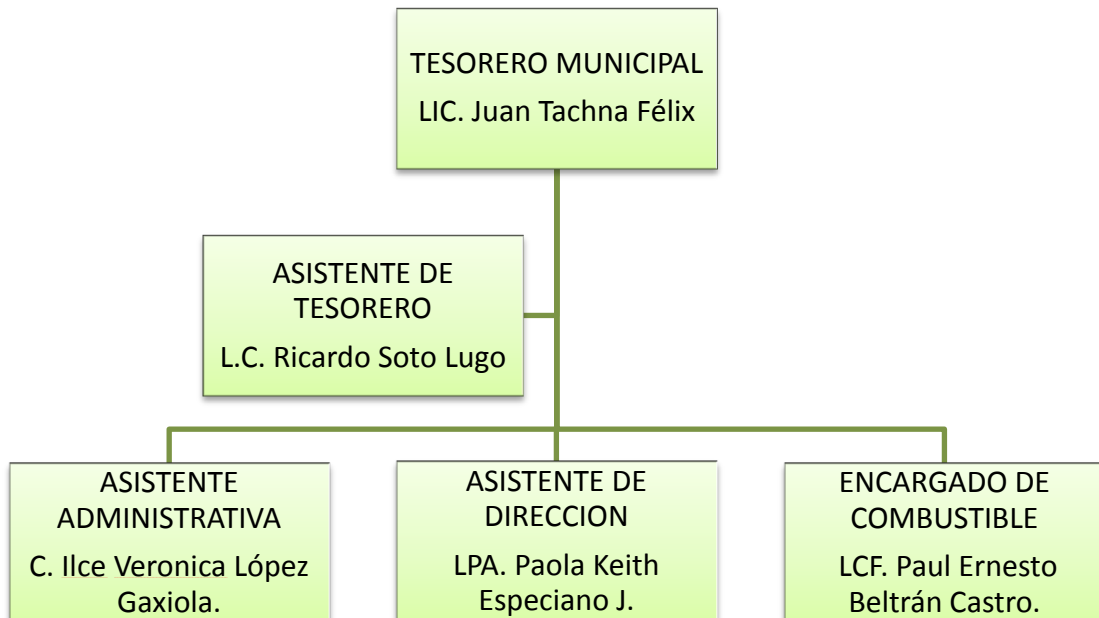 TESORERO MUNICIPAL
LIC. Juan Tachna Félix
ASISTENTE DE
TESORERO
L.C. Ricardo Soto Lugo
ASISTENTE
ADMINISTRATIVA
C. Ilce Veronica López
Gaxiola.
ASISTENTE DE
DIRECCION
LPA. Paola Keith
Especiano J.
ENCARGADO DE
COMBUSTIBLE
LCF. Paul Ernesto
Beltrán Castro.